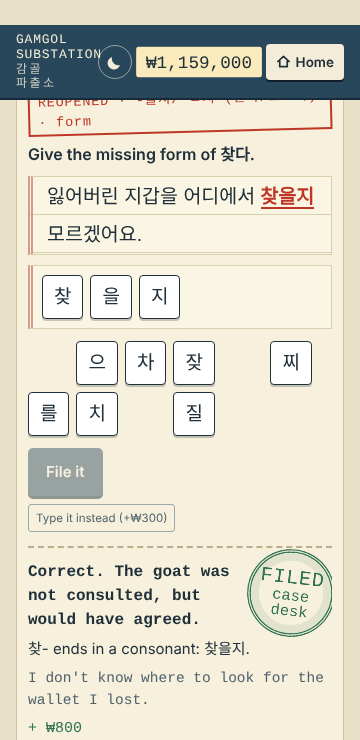 GAMGOL
SUBSTATION
감골
파출소
₩1,159,000
Home
REOPENED
· form
Give the missing form of 찾다.
잃어버린 지갑을 어디에서 찾을지
모르겠어요.
찾 을 지
으 차 잦 찌
를 치 질
File it
Type it instead (+₩300)
FILED
case
desk
Correct. The goat was
not consulted, but
would have agreed.
찾- ends in a consonant: 찾을지.
I don't know where to look for the
wallet I lost.
+ ₩800